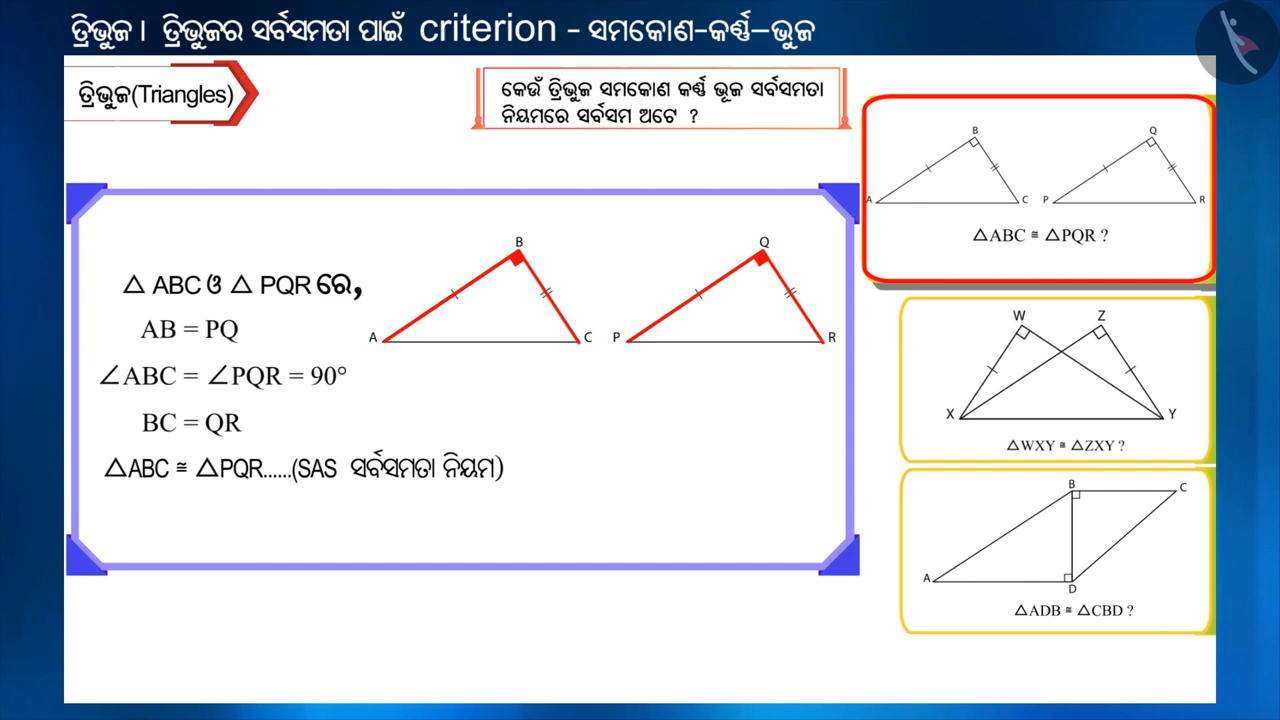 ତ୍ରିଭୁଜ। ତ୍ରିଭୁଜର ସର୍ବସମତା ପାଇଁ criterion - ସମକୋଣ-କର୍ଣ୍ଣ-ଭୁଜ
ତ୍ରିଭୁଜ(Triangles)
କେଉଁ ତ୍ରିଭୁଜ ସମକୋଣ କର୍ଣ୍ଣ ଭୂଜ ସର୍ବସମତା
ନିୟମରେ ସର୍ବସମ ଅଟେ ?
△ ABC ଓ △ PQR ରେ,
AB = PQ
∠ABC = ∠PQR = 90°
BC = QR
△ABC ≅ △PQR......(SAS ସର୍ବସମତା ନିୟମ)
B
A
C
Q
P
R
B
A
C
Q
P
R
△ABC ≅ △PQR ?
W
Z
X
Y
△WXY ≅ △ZXY ?
B
C
A
D
△ADB ≅ △CBD ?